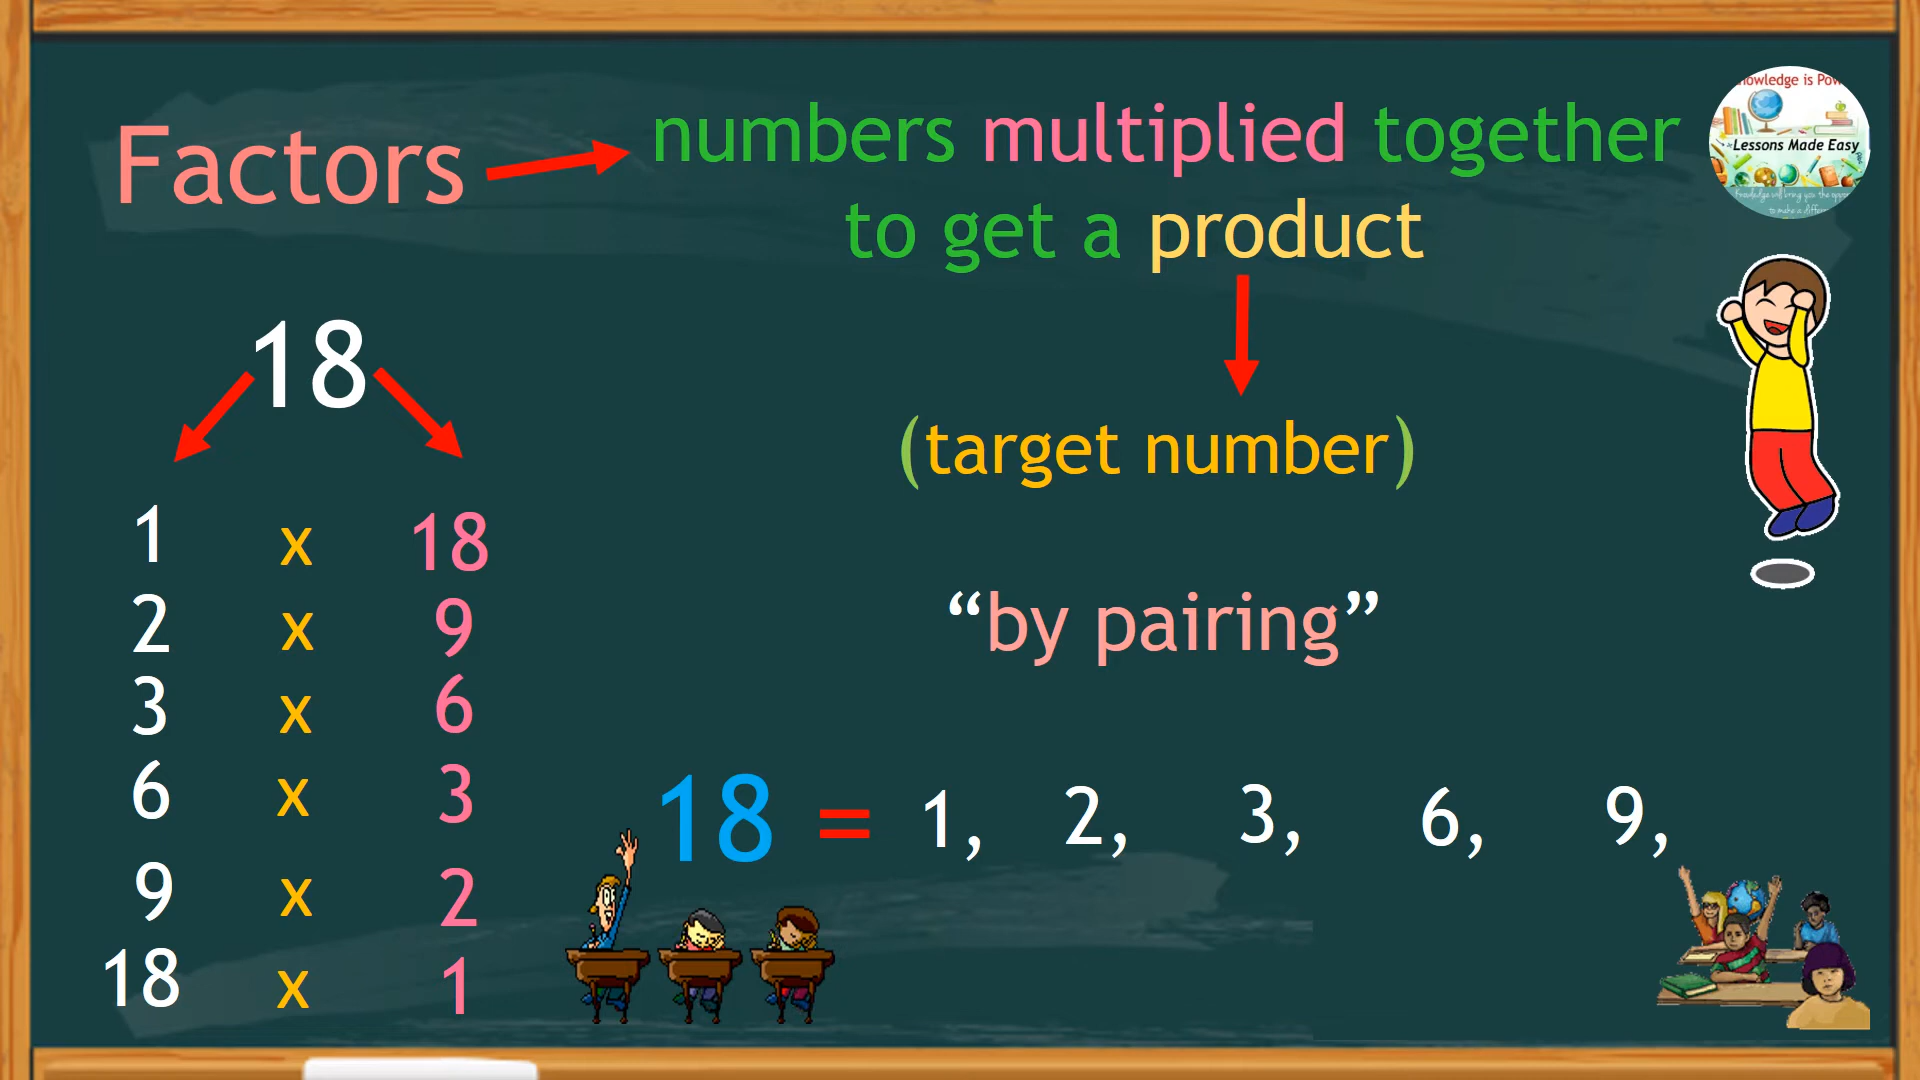 Factors
numbers multiplied together
to get a product
(target number)
"by pairing"
18
1 x 18
2 x 9
3 x 6
6 x 3
9 x 2
18 x 1
18 = 1, 2, 3, 6, 9,
Lessons Made Easy